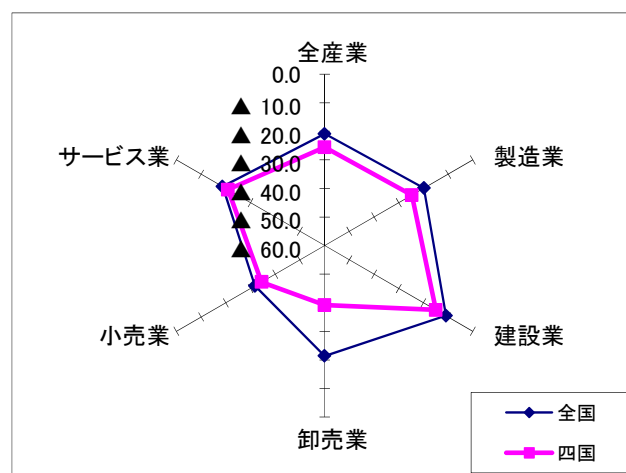 全産業
0.0
▲ 10.0
▲ 20.0
▲ 30.0
▲ 40.0
▲ 50.0
▲ 60.0
サービス業
製造業
小売業
建設業
卸売業
全国
四国